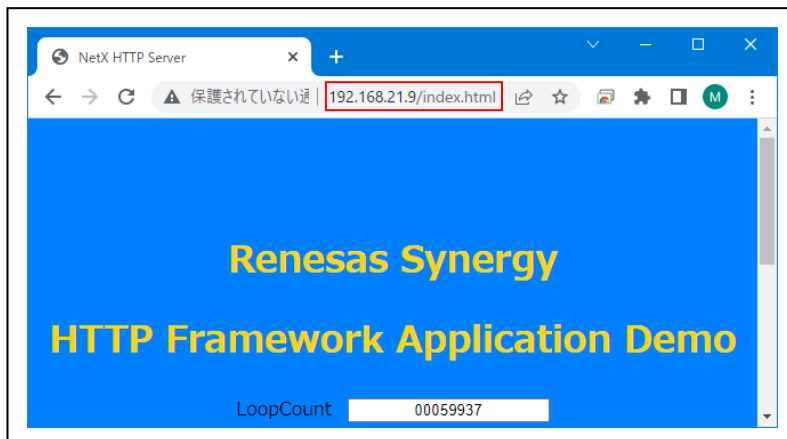 NetX HTTP Server
保護されていない通 192.168.21.9/index.html M
Renesas Synergy
HTTP Framework Application Demo
LoopCount 00059937